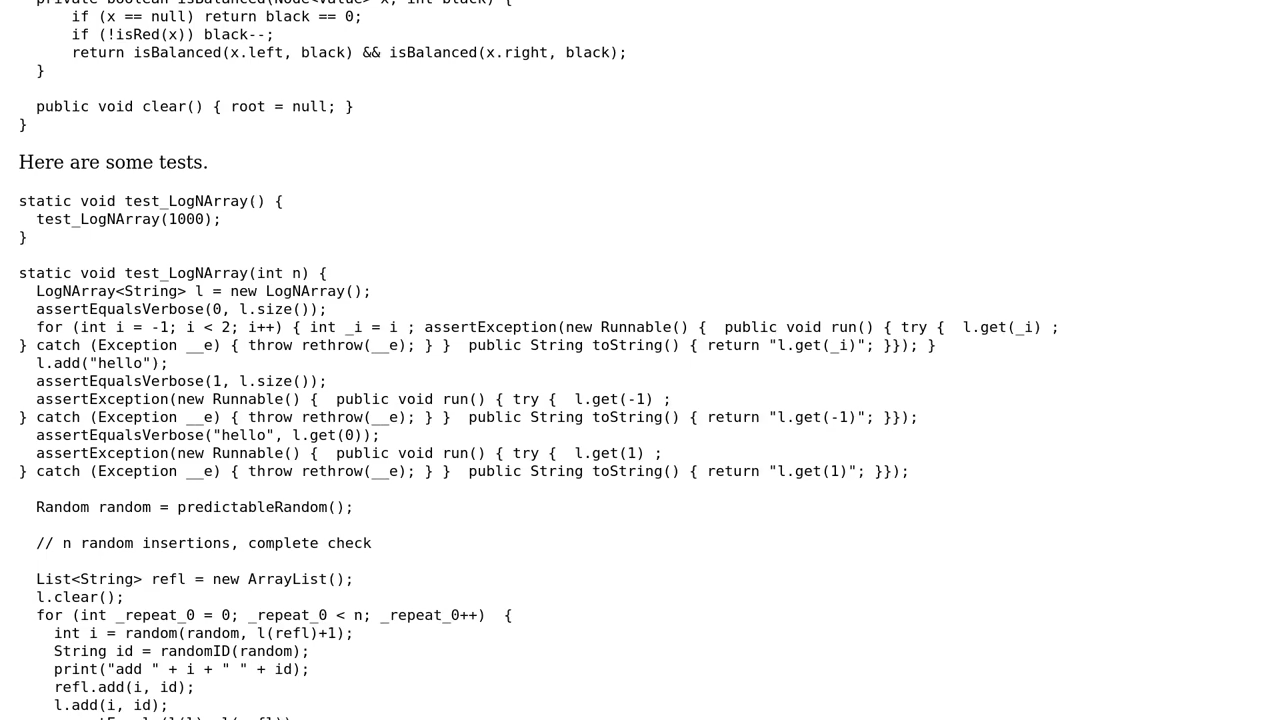 private boolean isBalanced(Node<Value> x, int black) {
if (x == null) return black == 0;
if (!isRed(x)) black--;
return isBalanced(x.left, black) && isBalanced(x.right, black);
}
public void clear() { root = null; }
}
Here are some tests.
static void test_LogNArray() {
test_LogNArray(1000);
}
static void test_LogNArray(int n) {
LogNArray<String> l = new LogNArray();
assertEqualsVerbose(0, l.size());
for (int i = -1; i < 2; i++) { int _i = i ; assertException(new Runnable() {  public void run() { try {  l.get(_i) ;
} catch (Exception __e) { throw rethrow(__e); } }  public String toString() { return "l.get(_i)"; }}); }
l.add("hello");
assertEqualsVerbose(1, l.size());
assertException(new Runnable() {  public void run() { try {  l.get(-1) ;
} catch (Exception __e) { throw rethrow(__e); } }  public String toString() { return "l.get(-1)"; }});
assertEqualsVerbose("hello", l.get(0));
assertException(new Runnable() {  public void run() { try {  l.get(1) ;
} catch (Exception __e) { throw rethrow(__e); } }  public String toString() { return "l.get(1)"; }});
Random random = predictableRandom();
// n random insertions, complete check
List<String> refl = new ArrayList();
l.clear();
for (int _repeat_0 = 0; _repeat_0 < n; _repeat_0++)  {
int i = random(random, l(refl)+1);
String id = randomID(random);
print("add " + i + " " + id);
refl.add(i, id);
l.add(i, id);